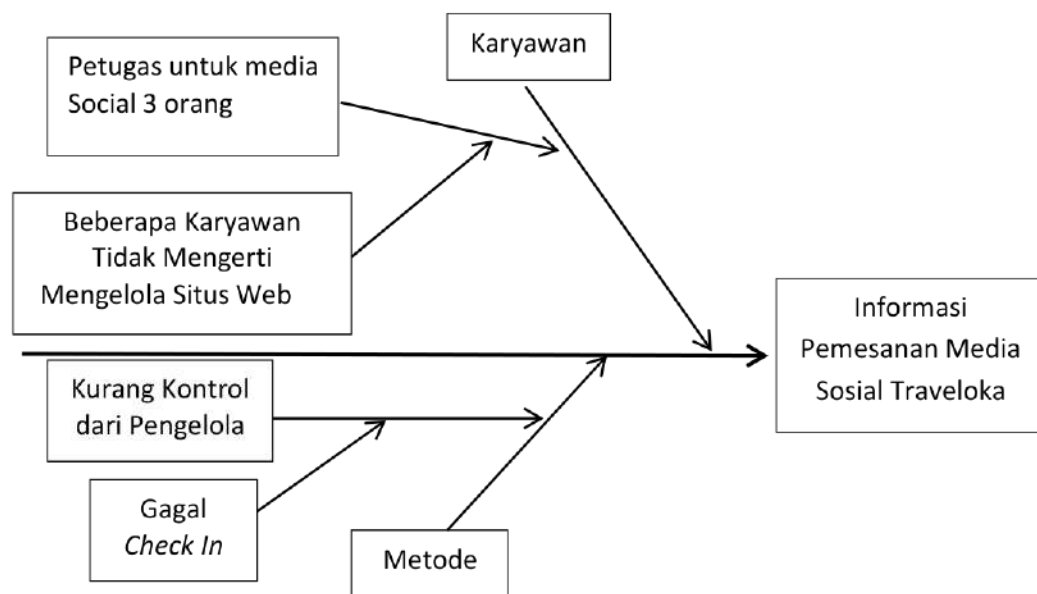 Karyawan
Petugas untuk media
Social 3 orang
Beberapa Karyawan
Tidak Mengerti
Mengelola Situs Web
Informasi
Pemesanan Media
Sosial Traveloka
Kurang Kontrol
dari Pengelola
Gagal
Check In
Metode